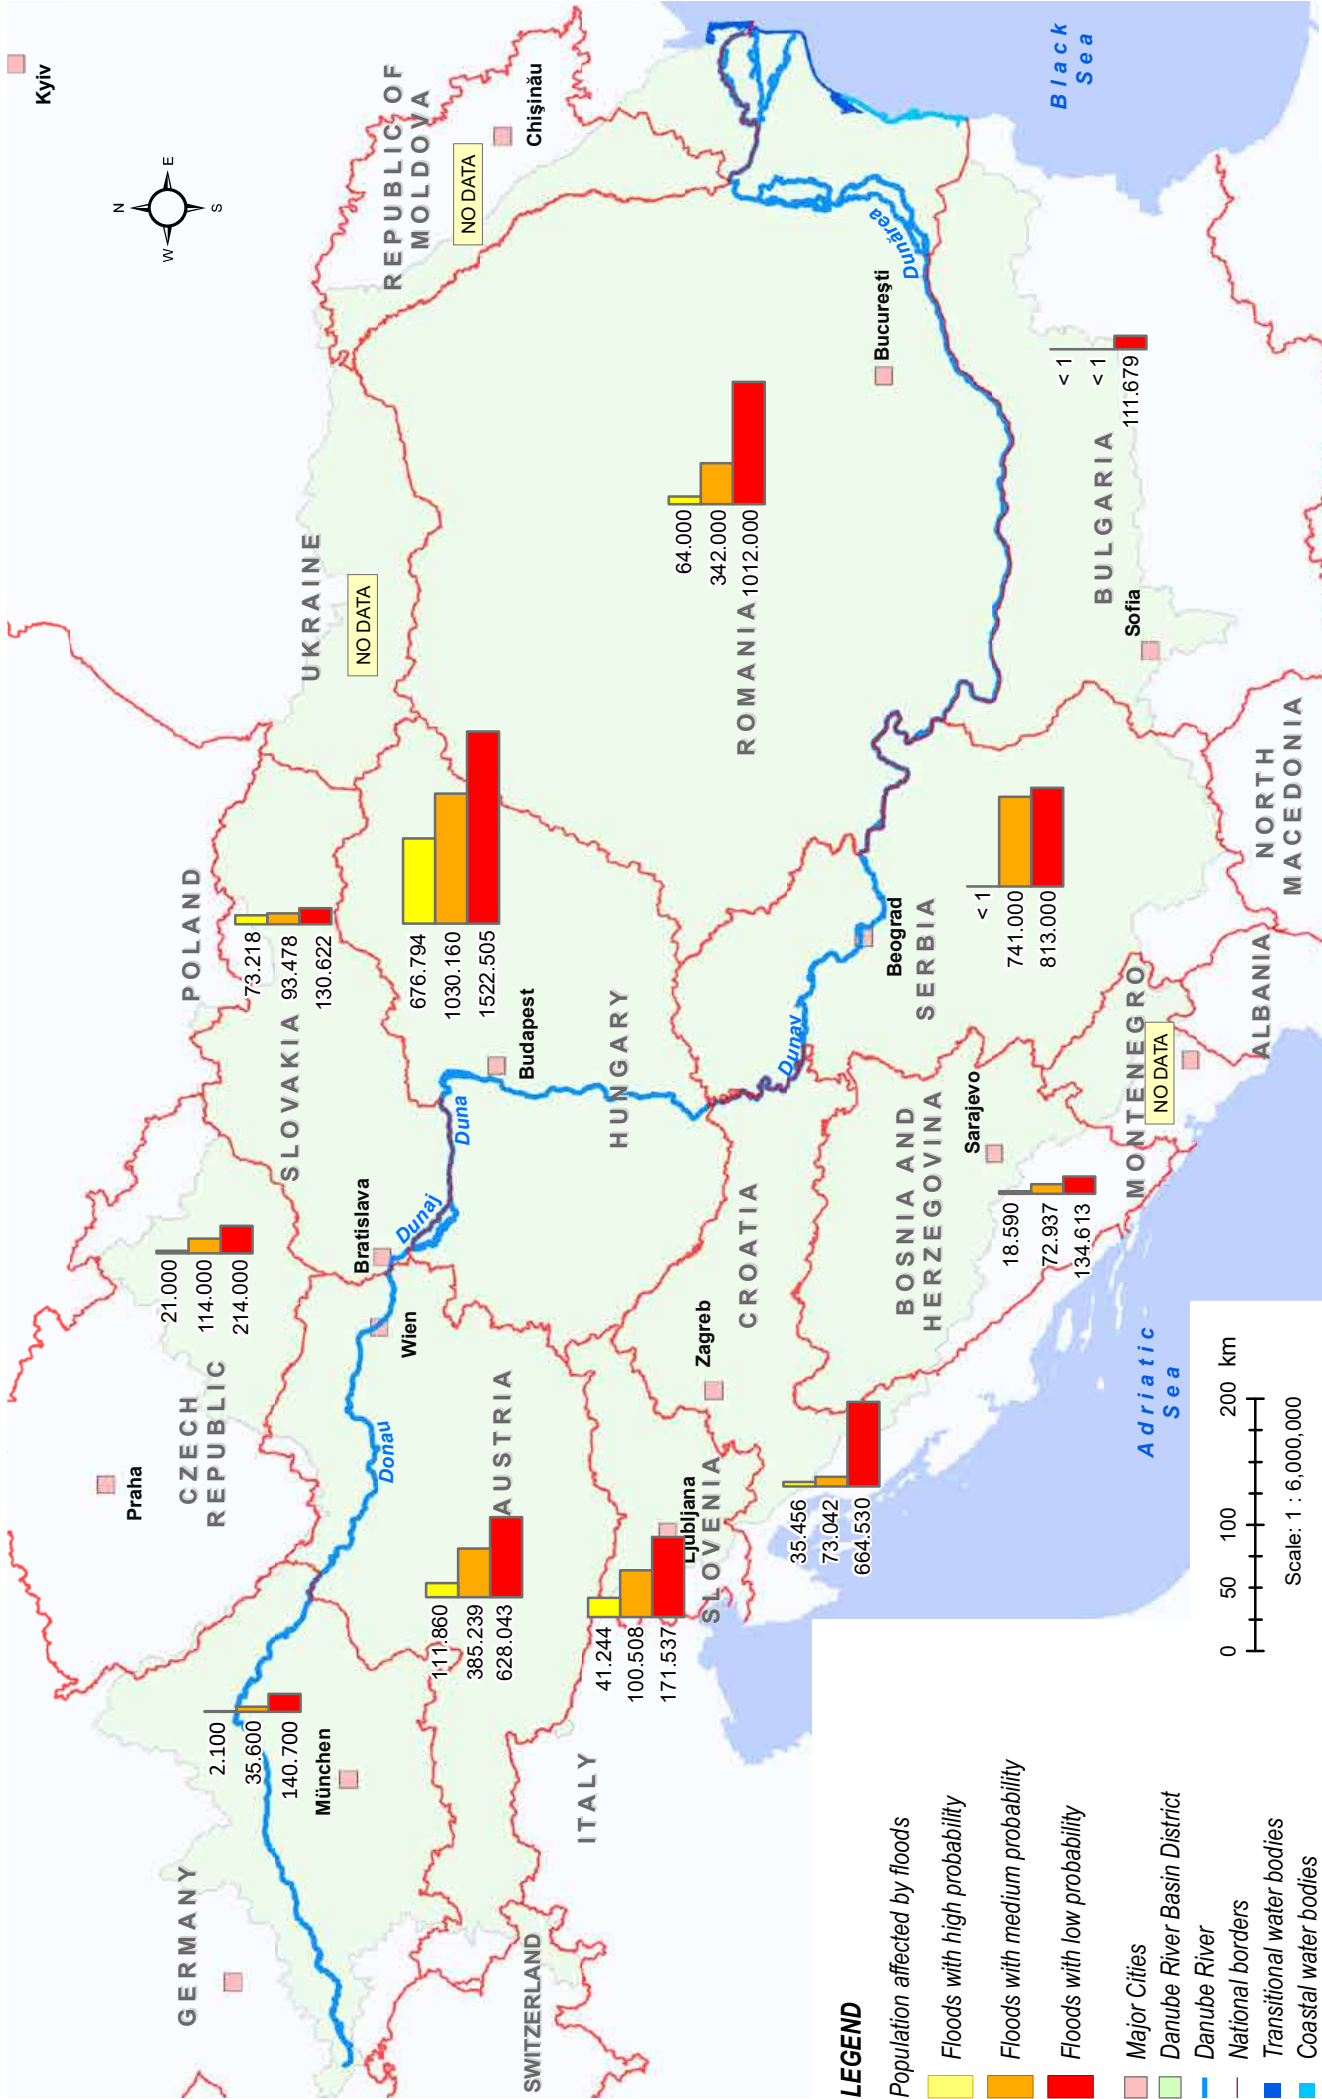 Kyiv
N
W
E
S
REPUBLIC OF
MOLDOVA
NO DATA
Chişinău
Black
Sea
UKRAINE
NO DATA
POLAND
73.218
93.478
130.622
SLOVAKIA
CZECH
REPUBLIC
21.000
114.000
214.000
Praha
GERMANY
2.100
35.600
140.700
München
Donau
Wien
Bratislava
Dunaj
Duna
676.794
1030.160
1522.505
Budapest
HUNGARY
AUSTRIA
111.860
385.239
628.043
SWITZERLAND
ITALY
41.244
100.508
171.537
Ljubljana
SLOVENIA
Zagreb
CROATIA
35.456
73.042
664.530
ROMANIA
64.000
342.000
1012.000
Bucureşti
Dunărea
Dunav
Beograd
SERBIA
< 1
741.000
813.000
BOSNIA AND
HERZEGOVINA
Sarajevo
18.590
72.937
134.613
MONTENEGRO
NO DATA
ALBANIA
NORTH
MACEDONIA
BULGARIA
Sofia
< 1
< 1
111.679
Adriatic
Sea
0 50 100 200 km
Scale: 1 : 6,000,000
LEGEND
Population affected by floods
Floods with high probability
Floods with medium probability
Floods with low probability
Major Cities
Danube River Basin District
Danube River
National borders
Transitional water bodies
Coastal water bodies